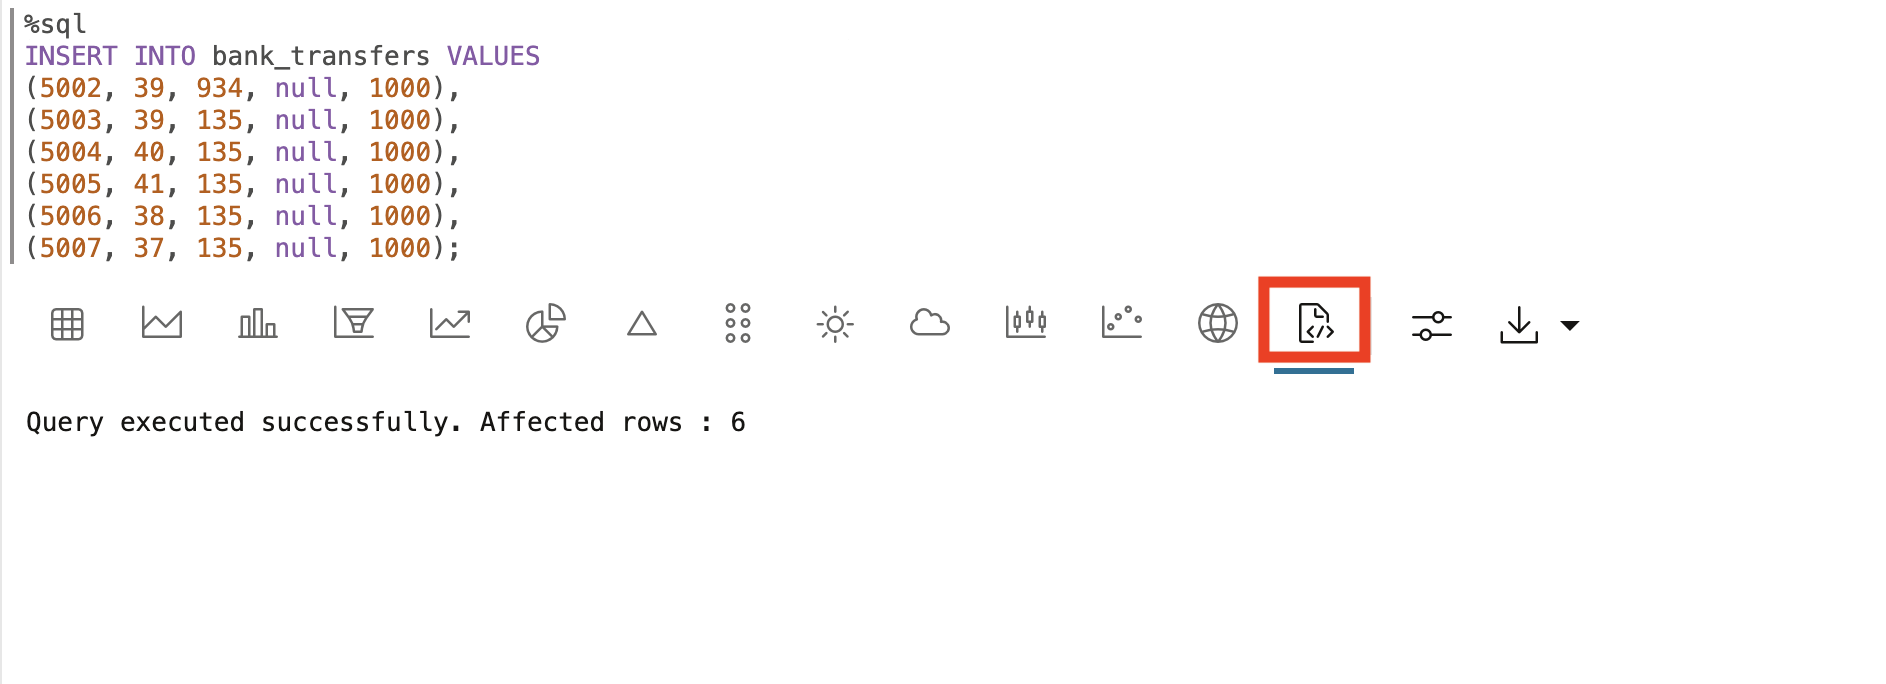 %sql
INSERT INTO bank_transfers VALUES
(5002, 39, 934, null, 1000),
(5003, 39, 135, null, 1000),
(5004, 40, 135, null, 1000),
(5005, 41, 135, null, 1000),
(5006, 38, 135, null, 1000),
(5007, 37, 135, null, 1000);
Query executed successfully. Affected rows : 6